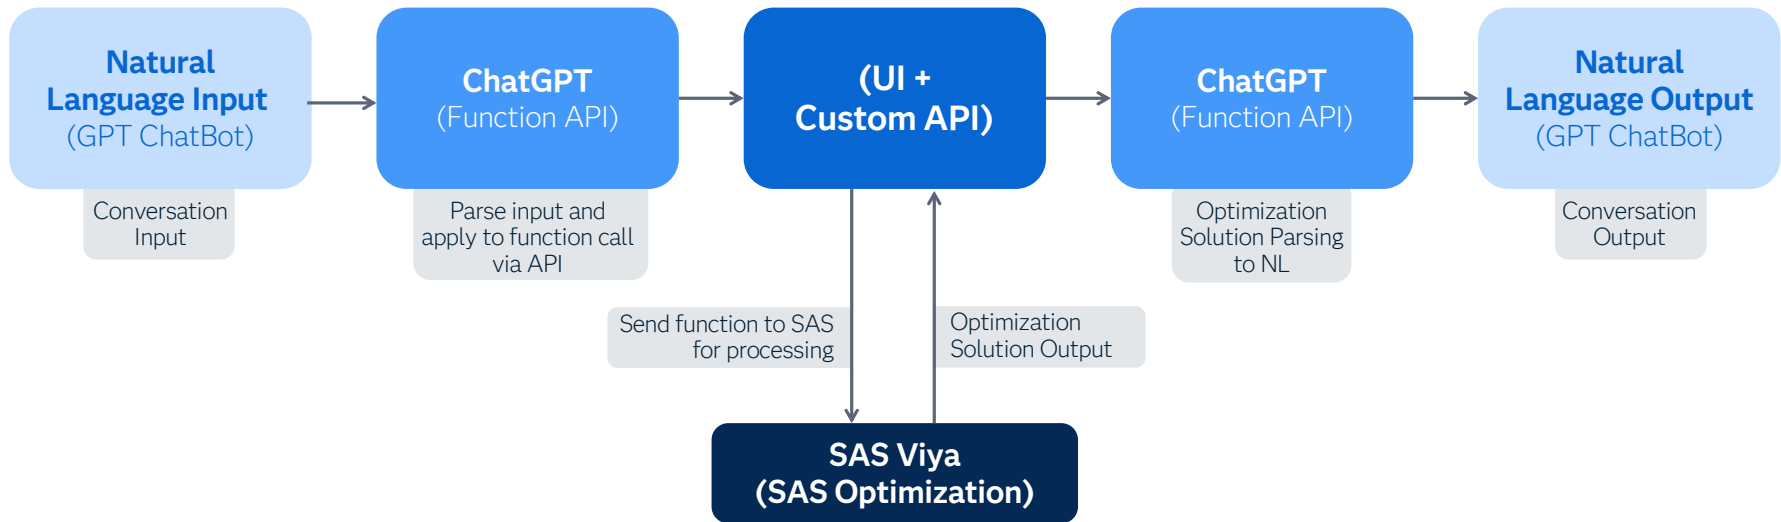 Natural
Language Input
(GPT ChatBot)
Conversation
Input
ChatGPT
(Function API)
Parse input and
apply to function call
via API
(UI +
Custom API)
ChatGPT
(Function API)
Optimization
Solution Parsing
to NL
Natural
Language Output
(GPT ChatBot)
Conversation
Output
Send function to SAS
for processing
Optimization
Solution Output
SAS Viya
(SAS Optimization)